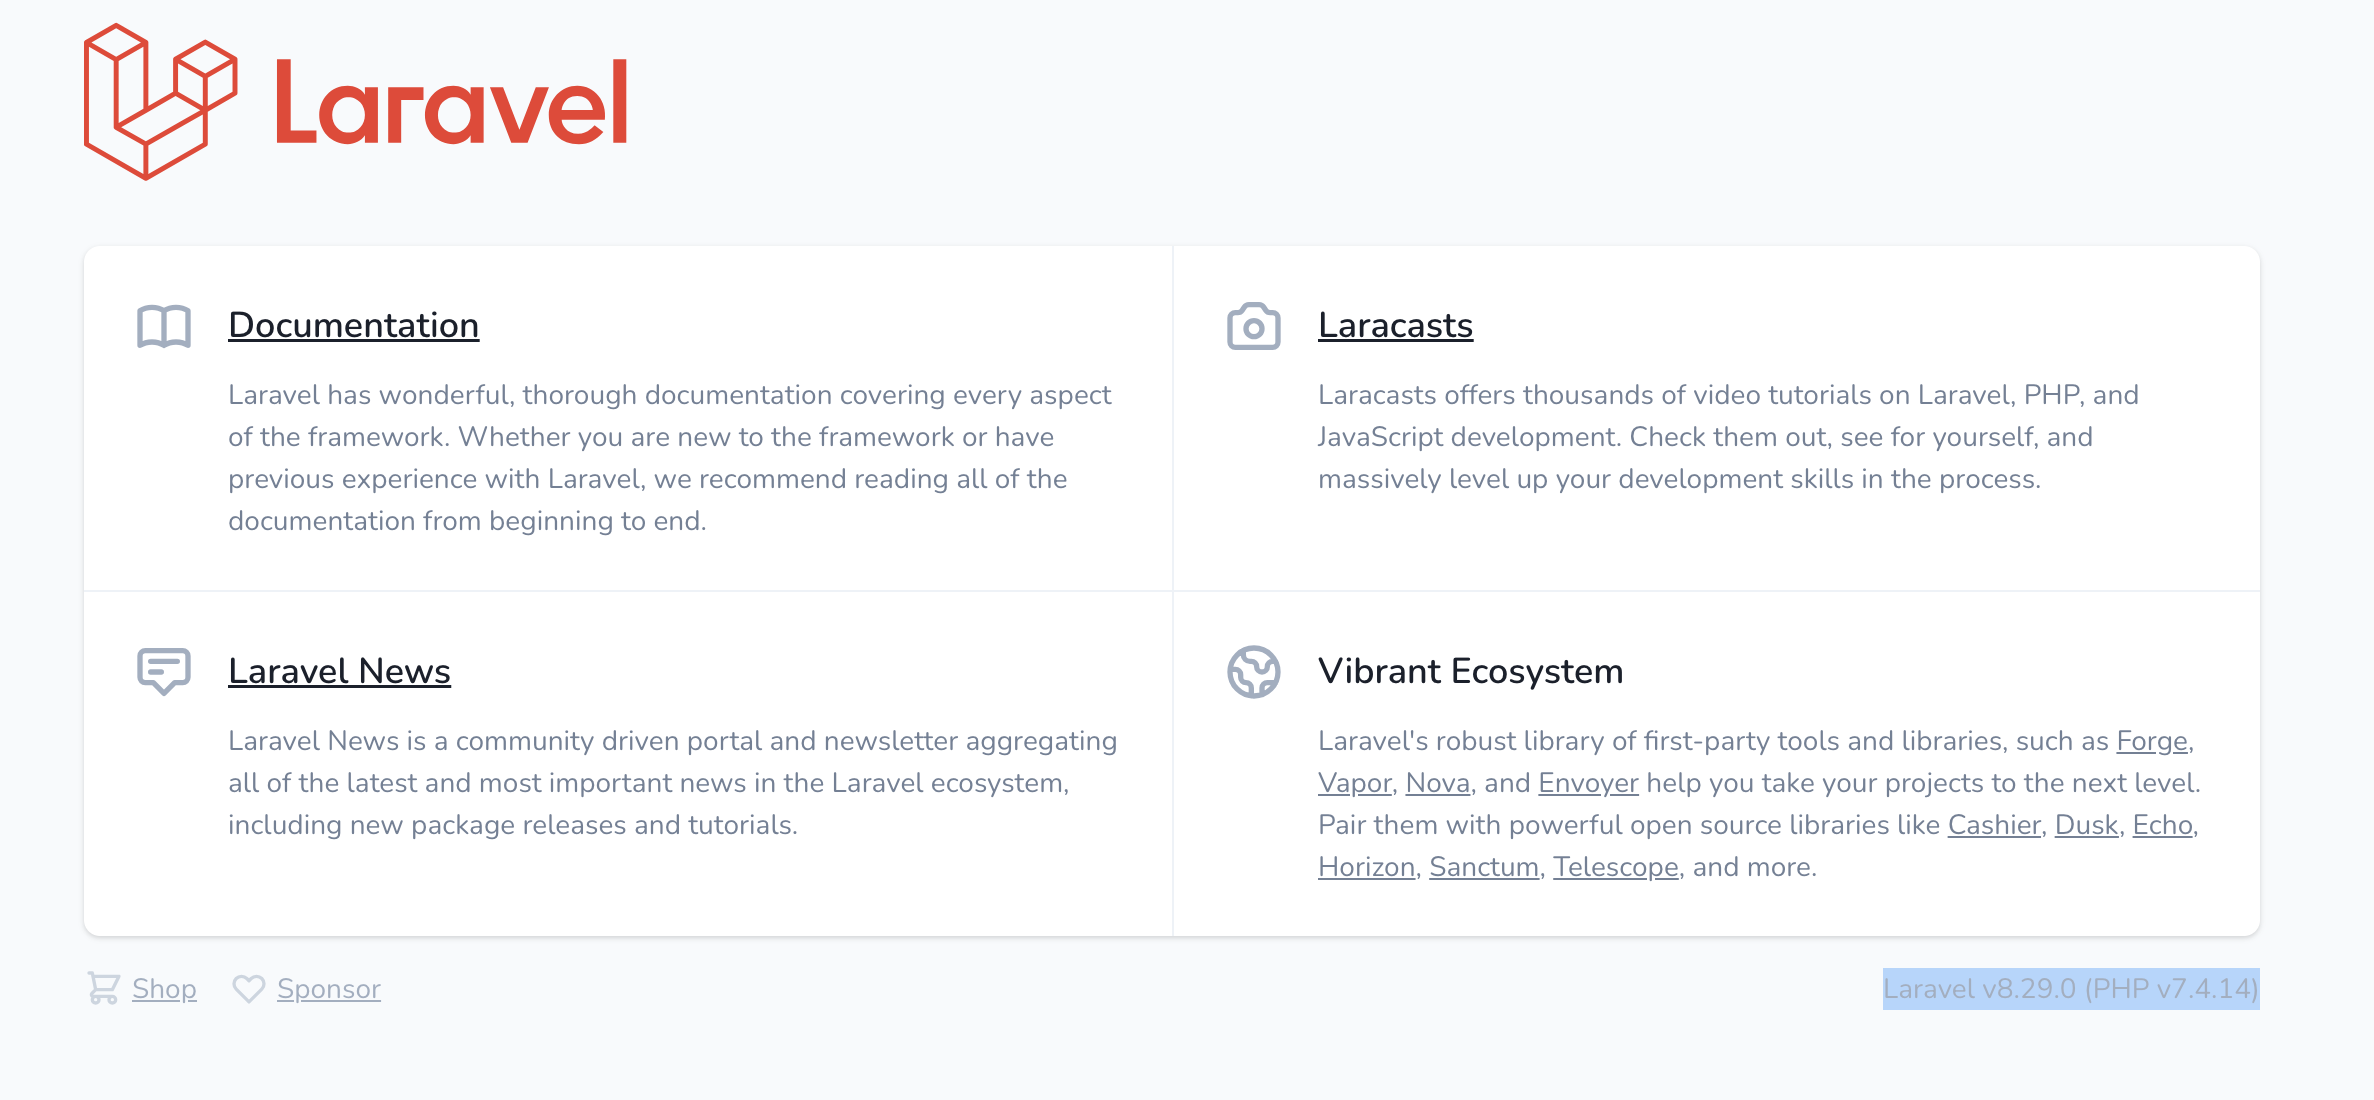 Laravel
Documentation
Laravel has wonderful, thorough documentation covering every aspect
of the framework. Whether you are new to the framework or have
previous experience with Laravel, we recommend reading all of the
documentation from beginning to end.
Laracasts
Laracasts offers thousands of video tutorials on Laravel, PHP, and
JavaScript development. Check them out, see for yourself, and
massively level up your development skills in the process.
Laravel News
Laravel News is a community driven portal and newsletter aggregating
all of the latest and most important news in the Laravel ecosystem,
including new package releases and tutorials.
Vibrant Ecosystem
Laravel's robust library of first-party tools and libraries, such as Forge,
Vapor, Nova, and Envoyer help you take your projects to the next level.
Pair them with powerful open source libraries like Cashier, Dusk, Echo,
Horizon, Sanctum, Telescope, and more.
Shop
Sponsor
Laravel v8.29.0 (PHP v7.4.14)